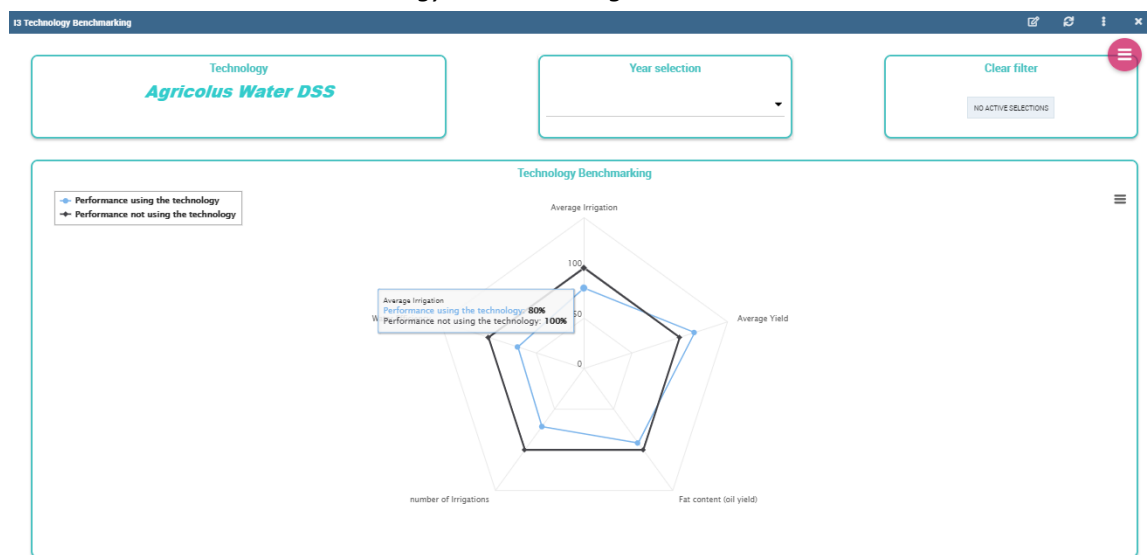 I3 Technology Benchmarking
Technology
Agricolus Water DSS
Year selection
Clear filter
NO ACTIVE SELECTIONS
Technology Benchmarking
Performance using the technology
Performance not using the technology
Average Irrigation
100
Average Irrigation
Performance using the technology: 80%
Performance not using the technology: 100%
50
Average Yield
0
number of Irrigations
Fat content (oil yield)